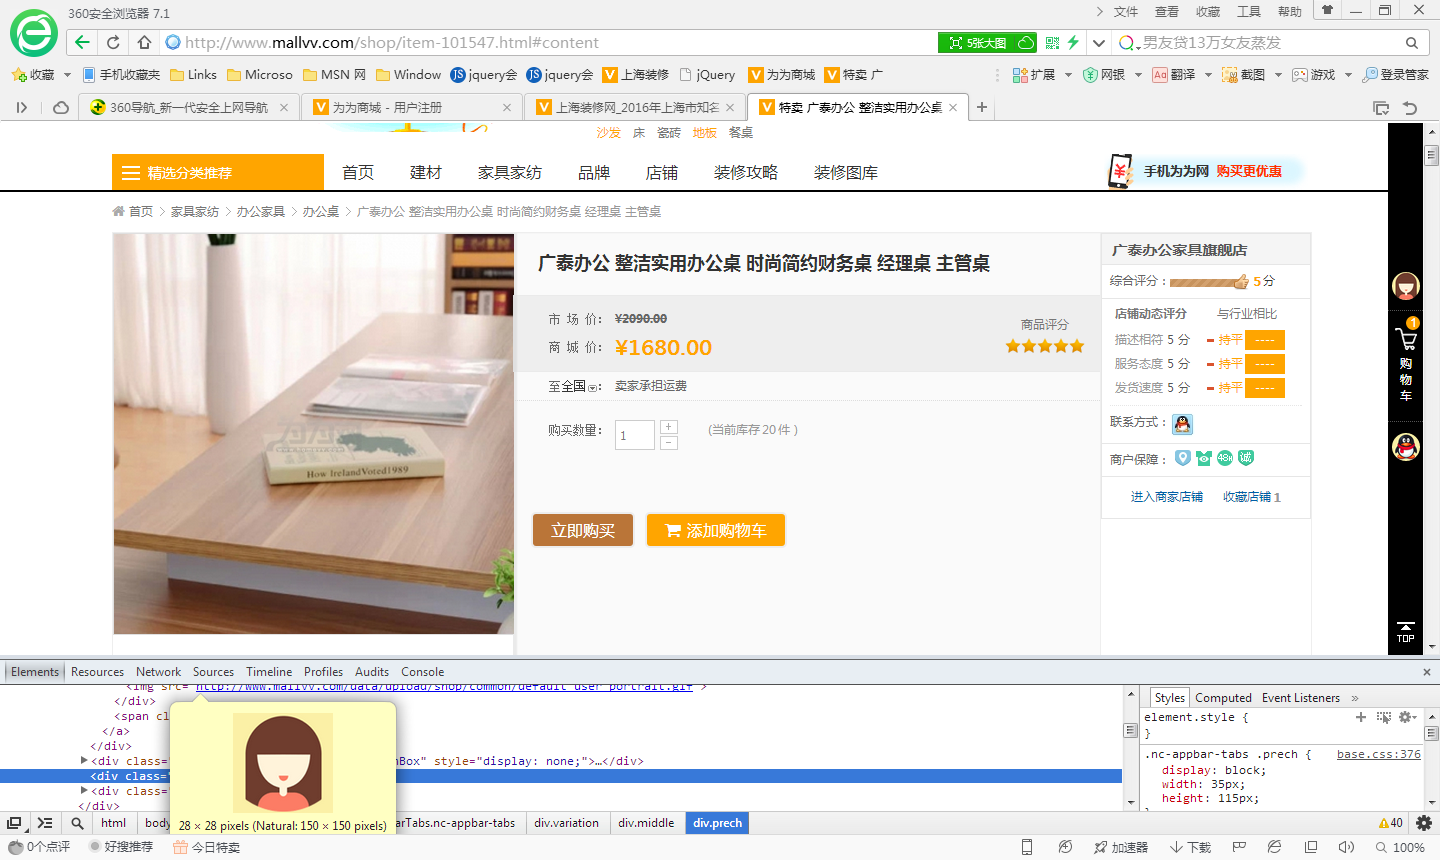 360安全浏览器 7.1
文件 查看 收藏 工具 帮助
http://www.mallvv.com/shop/item-101547.html#content
5张大图
男友贷13万女友蒸发
收藏 手机收藏夹 Links Microso MSN 网 Window jquery会 jquery会 上海装修 jQuery 为为商城 特卖 广
扩展 网银 翻译 截图 游戏 登录管家
360导航_新一代安全上网导航 为为商城 - 用户注册 上海装修网_2016年上海市知名 特卖 广泰办公 整洁实用办公桌
沙发 床 瓷砖 地板 餐桌
精选分类推荐 首页 建材 家具家纺 品牌 店铺 装修攻略 装修图库
手机为为网 购买更优惠
首页 > 家具家纺 > 办公家具 > 办公桌 > 广泰办公 整洁实用办公桌 时尚简约财务桌 经理桌 主管桌
How IrelandVoted1989
广泰办公 整洁实用办公桌 时尚简约财务桌 经理桌 主管桌
市 场 价: ¥2090.00
商 城 价: ¥1680.00
商品评分
至全国: 卖家承担运费
购买数量: 1 + − (当前库存20件)
立即购买 添加购物车
广泰办公家具旗舰店
综合评分: 5分
店铺动态评分 与行业相比
描述相符 5 分 持平 ----
服务态度 5 分 持平 ----
发货速度 5 分 持平 ----
联系方式:
商户保障: 48h 诚
进入商家店铺 收藏店铺1
1
购物车
TOP
Elements Resources Network Sources Timeline Profiles Audits Console
<img src="http://www.mallvv.com/data/upload/shop/common/default_user_portrait.gif">
</div>
<span cl
</a>
</div>
<div class=" nBox" style="display: none;">…</div>
<div class="
<div class="
</div>
28 × 28 pixels (Natural: 150 × 150 pixels)
Styles Computed Event Listeners »
element.style {
}
.nc-appbar-tabs .prech { base.css:376
display: block;
width: 35px;
height: 115px;
html body arTabs.nc-appbar-tabs div.variation div.middle div.prech
40
0个点评 好搜推荐 今日特卖
加速器 下载 100%